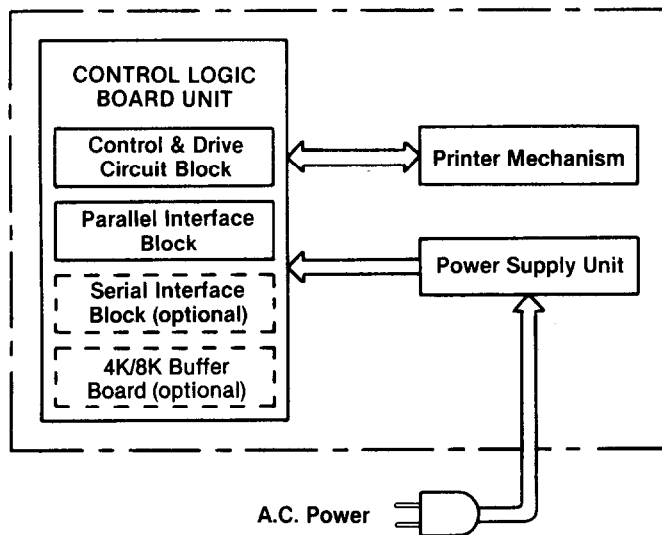 CONTROL LOGIC
BOARD UNIT
Control & Drive
Circuit Block
Parallel Interface
Block
Serial Interface
Block (optional)
4K/8K Buffer
Board (optional)
Printer Mechanism
Power Supply Unit
A.C. Power